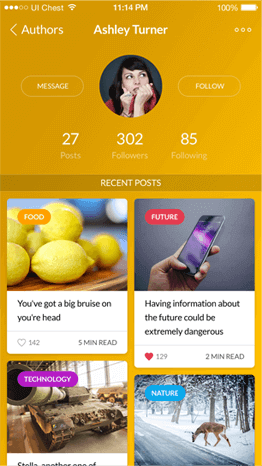 UI Chest 11:14 PM 100%
Authors Ashley Turner
MESSAGE FOLLOW
27 302 85
Posts Followers Following
RECENT POSTS
FOOD
You've got a big bruise on
you're head
142 5 MIN READ
FUTURE
Having information about
the future could be
extremely dangerous
129 2 MIN READ
TECHNOLOGY
Stella, another one of
NATURE